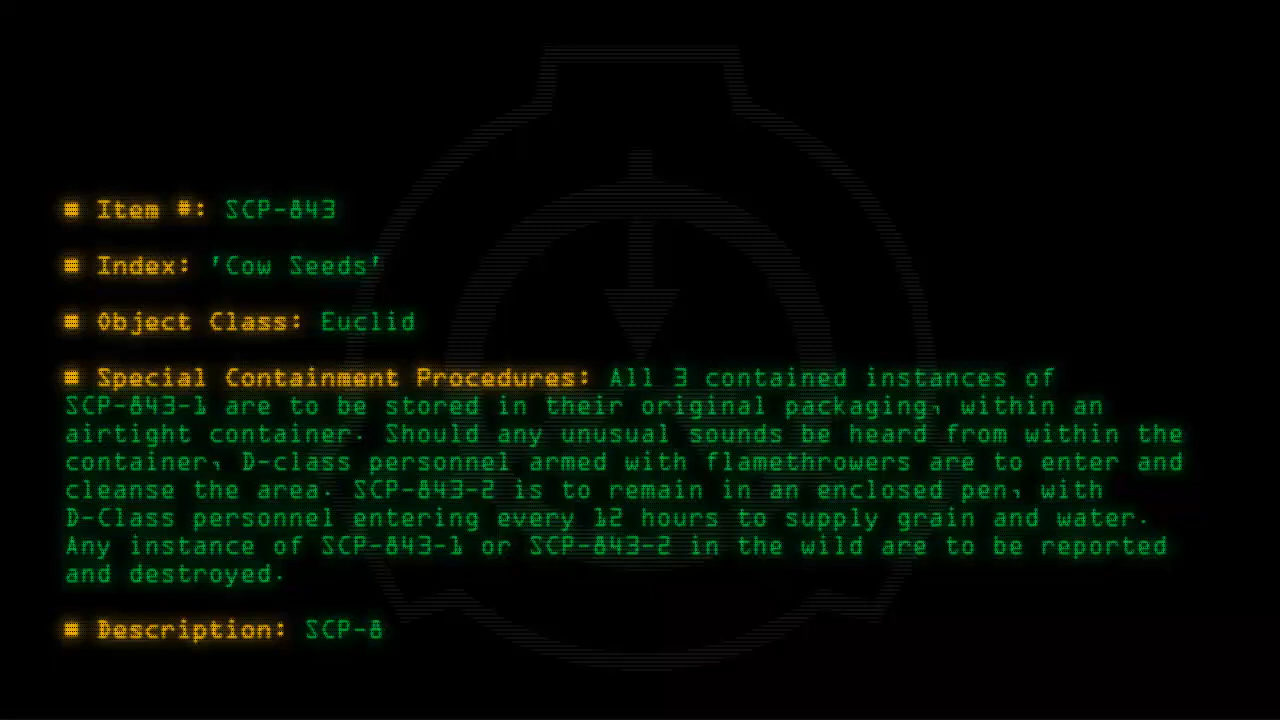 ■ Item #: SCP-843
■ Index: 'Cow Seeds'
■ Object Class: Euclid
■ Special Containment Procedures: All 3 contained instances of
SCP-843-1 are to be stored in their original packaging, within an
airtight container. Should any unusual sounds be heard from within the
container, D-class personnel armed with flamethrowers are to enter and
cleanse the area. SCP-843-2 is to remain in an enclosed pen, with
D-Class personnel entering every 12 hours to supply grain and water.
Any instance of SCP-843-1 or SCP-843-2 in the wild are to be reported
and destroyed.
■ Description: SCP-8